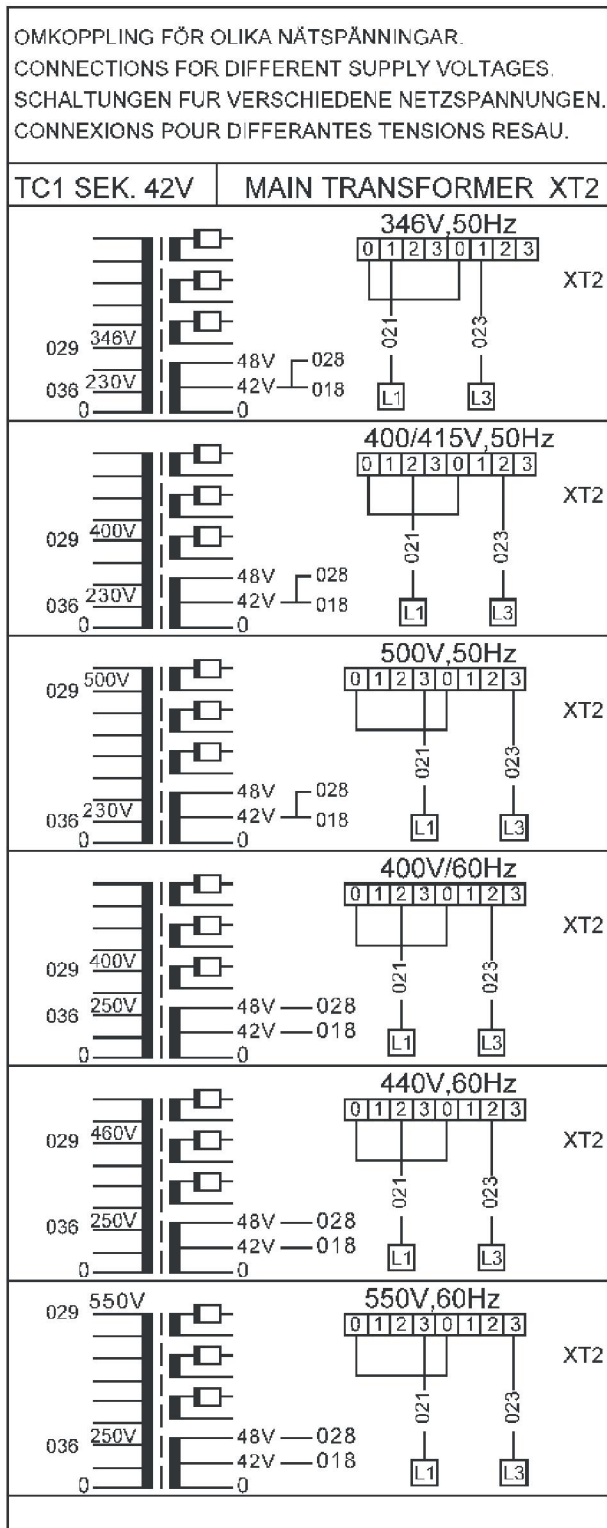 OMKOPPLING FÖR OLIKA NÄTSPÄNNINGAR.
CONNECTIONS FOR DIFFERENT SUPPLY VOLTAGES.
SCHALTUNGEN FUR VERSCHIEDENE NETZSPANNUNGEN.
CONNEXIONS POUR DIFFERANTES TENSIONS RESAU.
TC1 SEK. 42V MAIN TRANSFORMER XT2
346V,50Hz
0 1 2 3 0 1 2 3
XT2
029 346V
021 023
48V 028
036 230V 42V 018
0 0
L1 L3
400/415V,50Hz
0 1 2 3 0 1 2 3
XT2
029 400V
021 023
48V 028
036 230V 42V 018
0 0
L1 L3
500V,50Hz
0 1 2 3 0 1 2 3
029 500V
XT2
021 023
48V 028
036 230V 42V 018
0 0
L1 L3
400V/60Hz
0 1 2 3 0 1 2 3
XT2
029 400V
021 023
036 250V 48V 028
42V 018
0 0
L1 L3
440V,60Hz
0 1 2 3 0 1 2 3
029 460V
XT2
021 023
036 250V 48V 028
42V 018
0 0
L1 L3
550V,60Hz
029 550V
0 1 2 3 0 1 2 3
XT2
021 023
036 250V 48V 028
42V 018
0 0
L1 L3